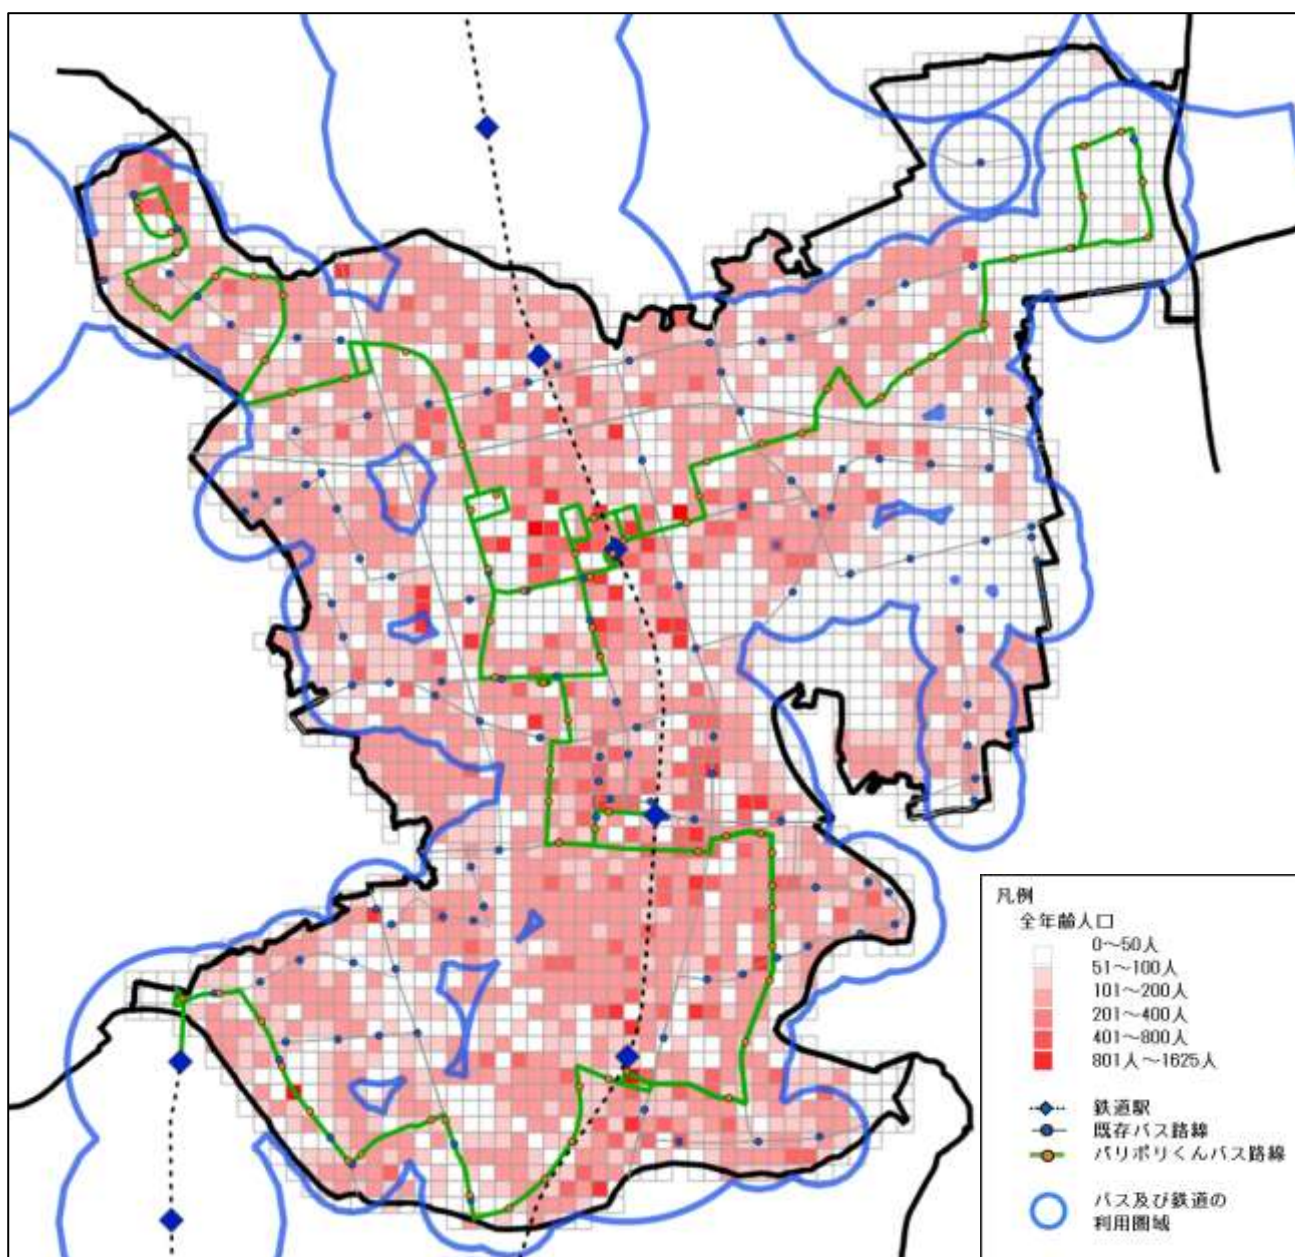 凡例
全年齢人口
0～50人
51～100人
101～200人
201～400人
401～800人
801人～1625人
鉄道駅
既存バス路線
パリポリくんバス路線
バス及び鉄道の
利用圏域